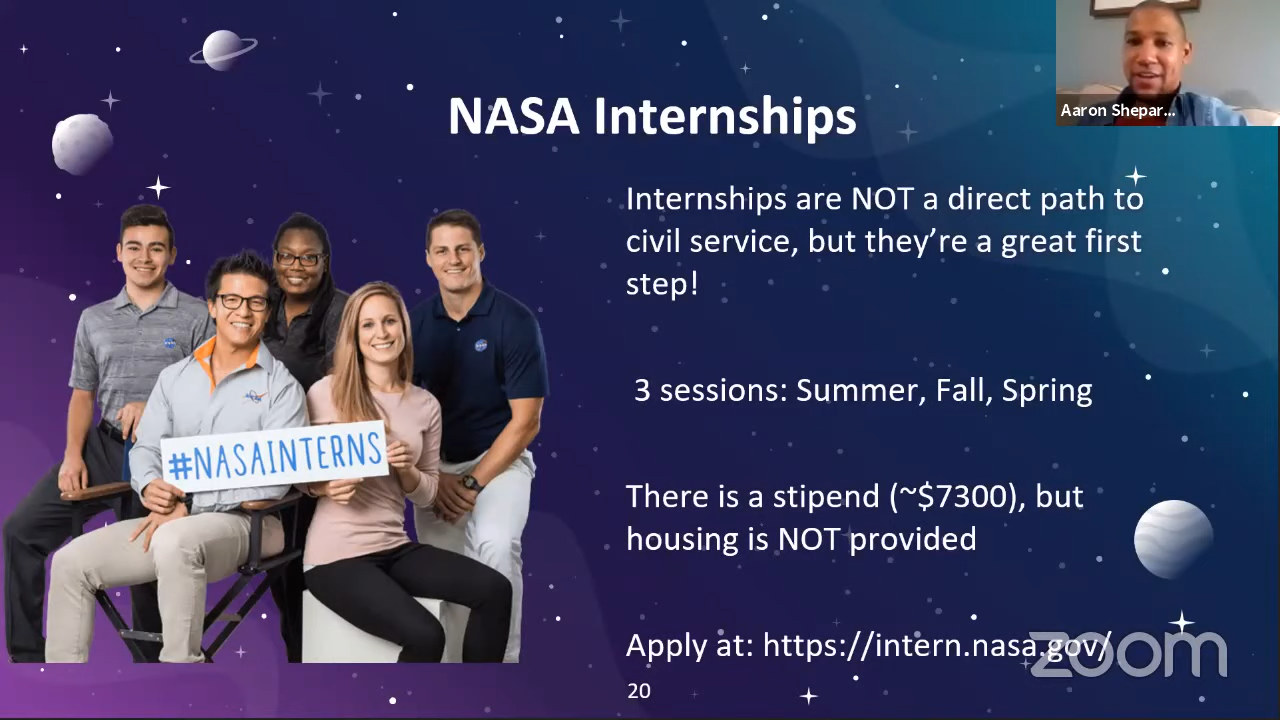 NASA Internships
Aaron Shepar...
Internships are NOT a direct path to
civil service, but they’re a great first
step!
3 sessions: Summer, Fall, Spring
#NASAINTERNS
There is a stipend (~$7300), but
housing is NOT provided
Apply at: https://intern.nasa.gov/
zoom
20